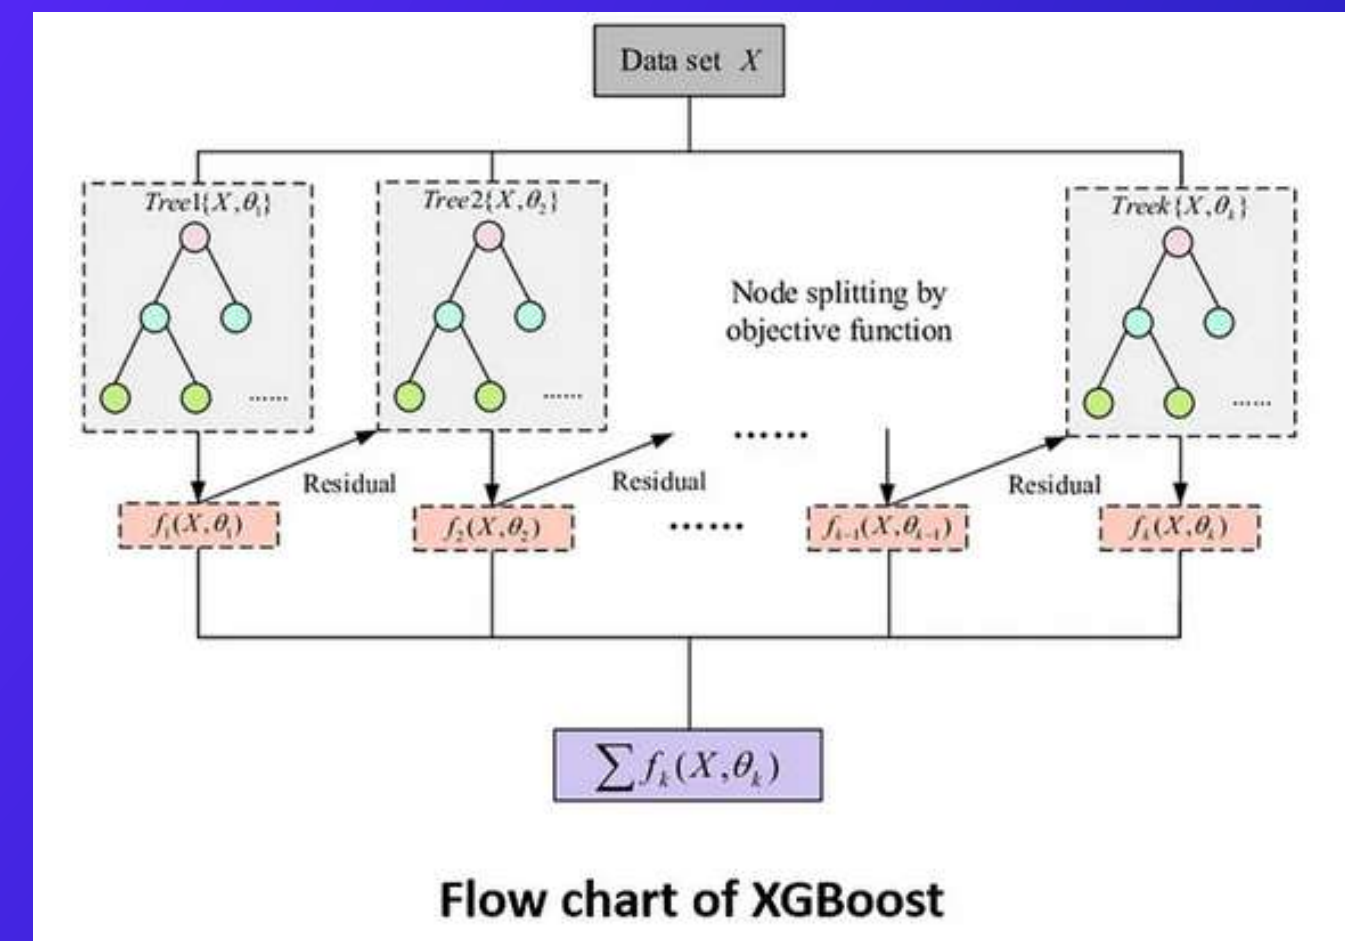 Data set X
Tree1{X,θ₁}
Tree2{X,θ₂}
Treek{X,θₖ}
Node splitting by
objective function
......
......
......
......
Residual
Residual
Residual
f₁(X,θ₁)
f₂(X,θ₂)
......
fₖ₋₁(X,θₖ₋₁)
fₖ(X,θₖ)
∑fₖ(X,θₖ)
Flow chart of XGBoost